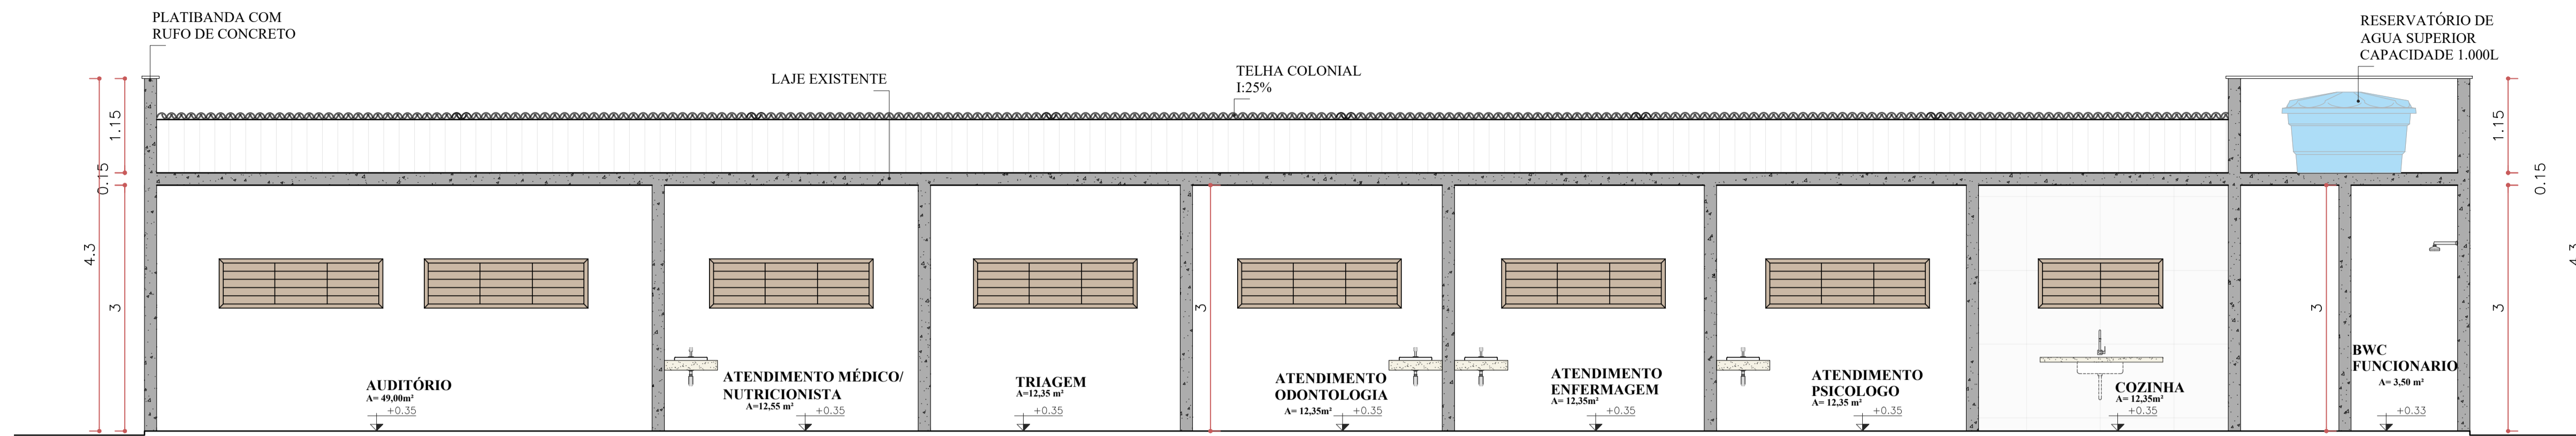 PLATIBANDA COM
RUFO DE CONCRETO
LAJE EXISTENTE
TELHA COLONIAL
I:25%
RESERVATÓRIO DE
AGUA SUPERIOR
CAPACIDADE 1.000L
1.15
0.15
4.3
3
3
3
1.15
0.15
4.3
3
AUDITÓRIO
A= 49,00m²
+0.35
ATENDIMENTO MÉDICO/
NUTRICIONISTA
A=12,55 m²
+0.35
TRIAGEM
A=12,35 m²
+0.35
ATENDIMENTO
ODONTOLOGIA
A= 12,35m²
+0.35
ATENDIMENTO
ENFERMAGEM
A= 12,35m²
+0.35
ATENDIMENTO
PSICOLOGO
A= 12,35 m²
+0.35
COZINHA
A= 12,35m²
+0.35
BWC
FUNCIONARIO
A= 3,50 m²
+0.33